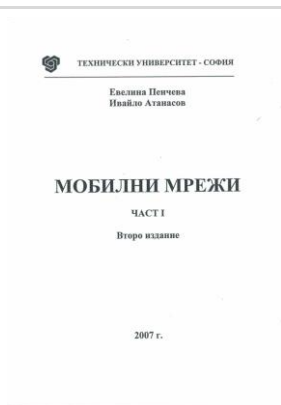 ТЕХНИЧЕСКИ УНИВЕРСИТЕТ - СОФИЯ
Евелина Пенчева
Ивайло Атанасов
МОБИЛНИ МРЕЖИ
ЧАСТ I
Второ издание
2007 г.